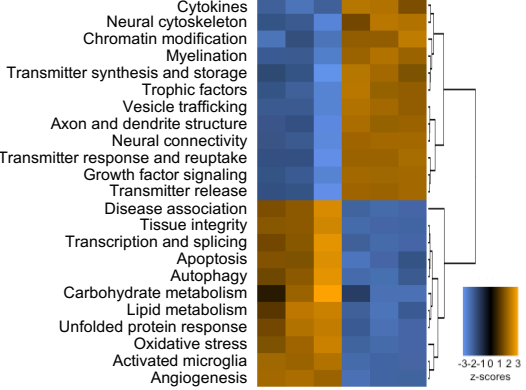 Cytokines
Neural cytoskeleton
Chromatin modification
Myelination
Transmitter synthesis and storage
Trophic factors
Vesicle trafficking
Axon and dendrite structure
Neural connectivity
Transmitter response and reuptake
Growth factor signaling
Transmitter release
Disease association
Tissue integrity
Transcription and splicing
Apoptosis
Autophagy
Carbohydrate metabolism
Lipid metabolism
Unfolded protein response
Oxidative stress
Activated microglia
Angiogenesis
-3-2-1 0 1 2 3
z-scores